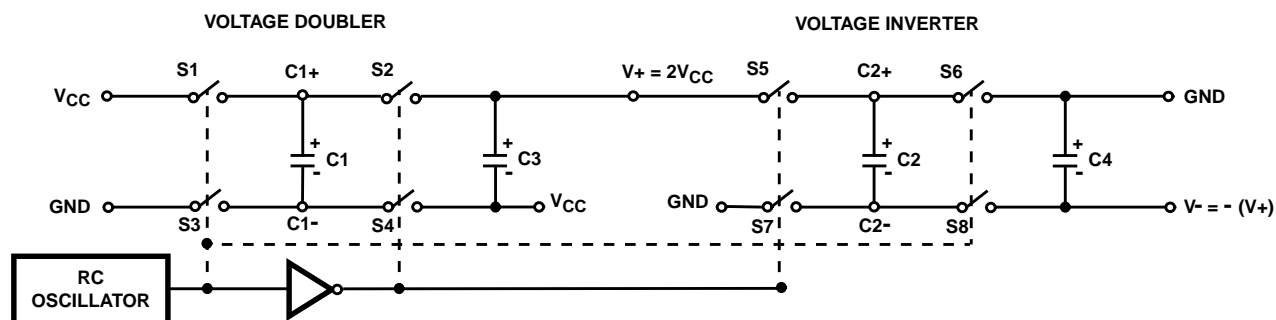 VOLTAGE DOUBLER
VOLTAGE INVERTER
S1
C1+
S2
V+ = 2VCC
S5
C2+
S6
VCC
GND
+
C1
-
+
C3
-
+
C2
-
+
C4
-
GND
S3
C1-
S4
VCC
GND
S7
C2-
S8
V- = - (V+)
RC
OSCILLATOR